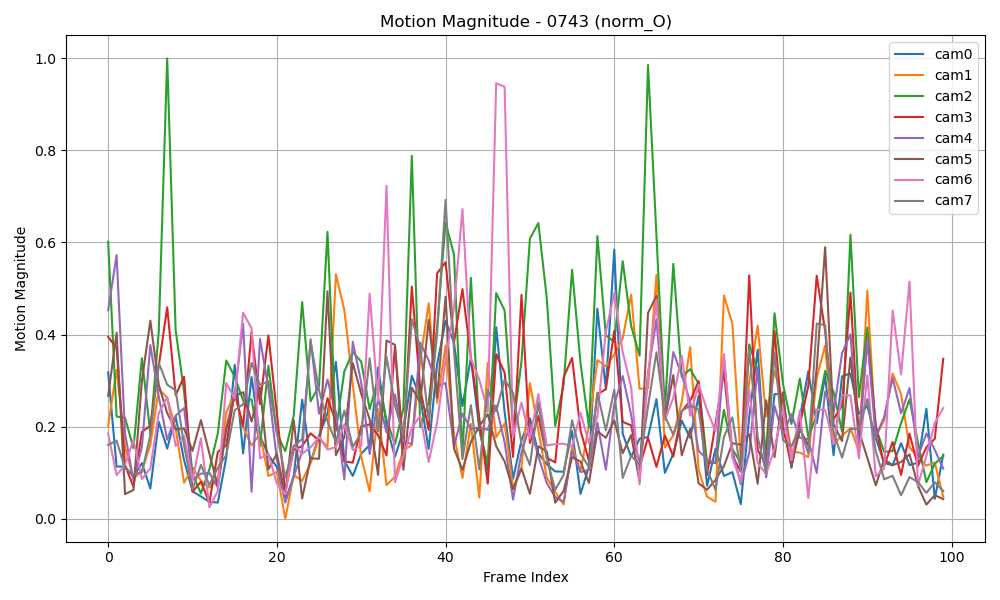 Motion Magnitude - 0743 (norm_O)
Motion Magnitude
1.0
0.8
0.6
0.4
0.2
0.0
0
20
40
60
80
100
Frame Index
cam0
cam1
cam2
cam3
cam4
cam5
cam6
cam7